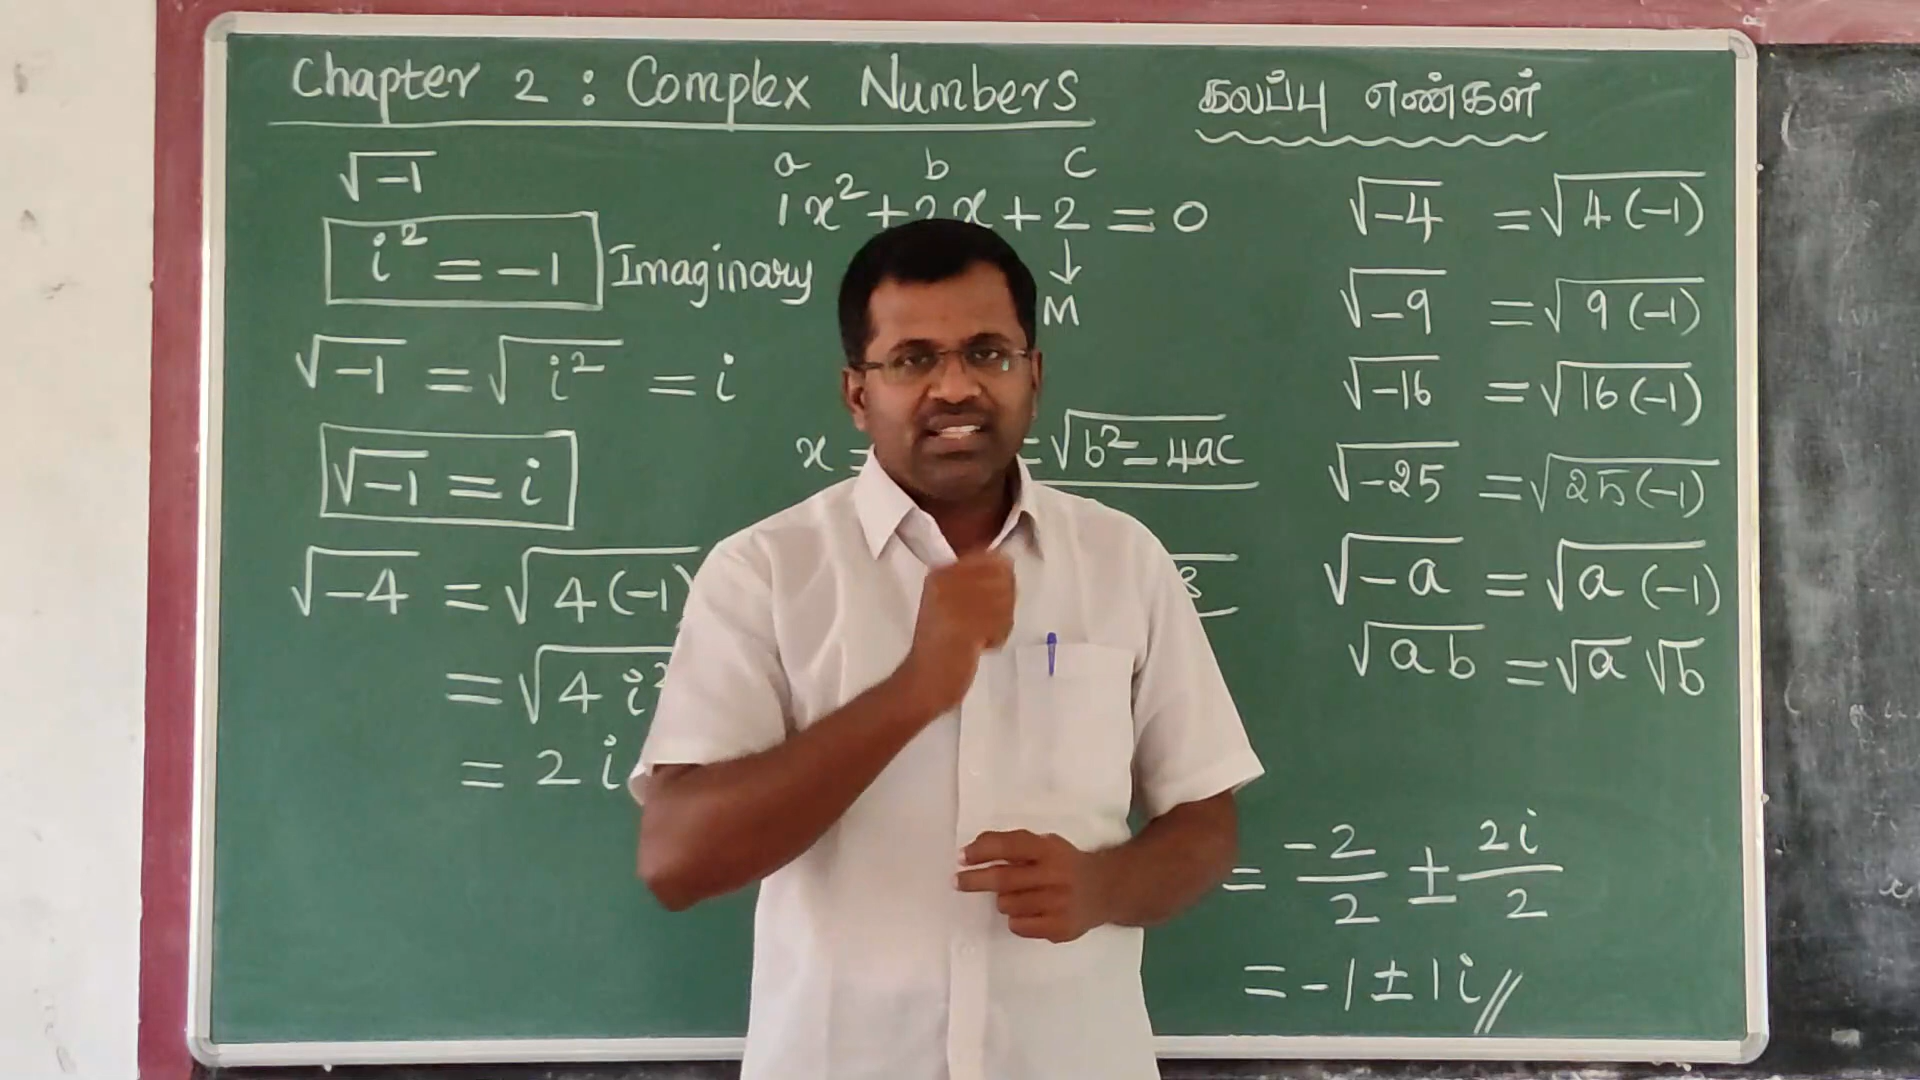 Chapter 2 : Complex Numbers
கலப்பு எண்கள்
√-1
i² = -1 Imaginary
√-1 = √i² = i
√-1 = i
√-4 = √4(-1)
= √4 i²
= 2i
a b c
1x² + 2x + 2 = 0
↓
M
x = = √b² - 4ac
8
√-4 = √4(-1)
√-9 = √9(-1)
√-16 = √16(-1)
√-25 = √25(-1)
√-a = √a(-1)
√ab = √a √b
= -2/2 ± 2i/2
= -1 ± 1i //